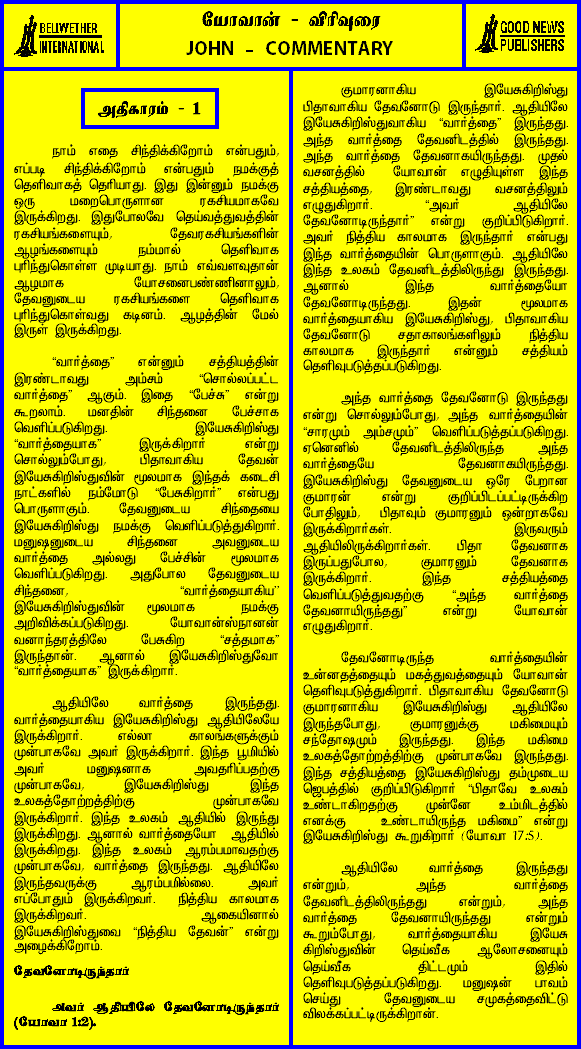 BELWETHER
INTERNATIONAL
யோவான் - விரிவுரை
JOHN - COMMENTARY
GOOD NEWS
PUBLISHERS
அதிகாரம் - 1
நாம் எதை சிந்திக்கிறோம் என்பதும்,
எப்படி சிந்திக்கிறோம் என்பதும் நமக்குத்
தெளிவாகத் தெரியாது. இது இன்னும் நமக்கு
ஒரு மறைபொருளான ரகசியமாகவே
இருக்கிறது. இதுபோலவே தெய்வத்துவத்தின்
ரகசியங்களையும், தேவரகசியங்களின்
ஆழங்களையும் நம்மால் தெளிவாக
புரிந்துகொள்ள முடியாது. நாம் எவ்வளவுதான்
ஆழமாக யோசனைபண்ணினாலும்,
தேவனுடைய ரகசியங்களை தெளிவாக
புரிந்துகொள்வது கடினம். ஆழத்தின் மேல்
இருள் இருக்கிறது.
“வார்த்தை” என்னும் சத்தியத்தின்
இரண்டாவது அம்சம் “சொல்லப்பட்ட
வார்த்தை” ஆகும். இதை “பேச்சு” என்று
கூறலாம். மனதின் சிந்தனை பேச்சாக
வெளிப்படுகிறது. இயேசுகிறிஸ்து
“வார்த்தையாக” இருக்கிறார் என்று
சொல்லும்போது, பிதாவாகிய தேவன்
இயேசுகிறிஸ்துவின் மூலமாக இந்தக் கடைசி
நாட்களில் நம்மோடு “பேசுகிறார்” என்பது
பொருளாகும். தேவனுடைய சிந்தையை
இயேசுகிறிஸ்து நமக்கு வெளிப்படுத்துகிறார்.
மனுஷனுடைய சிந்தனை அவனுடைய
வார்த்தை அல்லது பேச்சின் மூலமாக
வெளிப்படுகிறது. அதுபோல தேவனுடைய
சிந்தனை, “வார்த்தையாகிய”
இயேசுகிறிஸ்துவின் மூலமாக நமக்கு
அறிவிக்கப்படுகிறது. யோவான்ஸ்நானன்
வனாந்தரத்திலே பேசுகிற “சத்தமாக”
இருந்தான். ஆனால் இயேசுகிறிஸ்துவோ
“வார்த்தையாக” இருக்கிறார்.
ஆதியிலே வார்த்தை இருந்தது.
வார்த்தையாகிய இயேசுகிறிஸ்து ஆதியிலேயே
இருக்கிறார். எல்லா காலங்களுக்கும்
முன்பாகவே அவர் இருக்கிறார். இந்த பூமியில்
அவர் மனுஷனாக அவதரிப்பதற்கு
முன்பாகவே, இயேசுகிறிஸ்து இந்த
உலகத்தோற்றத்திற்கு முன்பாகவே
இருக்கிறார். இந்த உலகம் ஆதியில் இருந்து
இருக்கிறது. ஆனால் வார்த்தையோ ஆதியில்
இருக்கிறது. இந்த உலகம் ஆரம்பமாவதற்கு
முன்பாகவே, வார்த்தை இருந்தது. ஆதியிலே
இருந்தவருக்கு ஆரம்பமில்லை. அவர்
எப்போதும் இருக்கிறவர். நித்திய காலமாக
இருக்கிறவர். ஆகையினால்
இயேசுகிறிஸ்துவை “நித்திய தேவன்” என்று
அழைக்கிறோம்.
தேவனோடிருந்தார்
அவர் ஆதியிலே தேவனோடிருந்தார்
(யோவா 1:2).
குமாரனாகிய இயேசுகிறிஸ்து
பிதாவாகிய தேவனோடு இருந்தார். ஆதியிலே
இயேசுகிறிஸ்துவாகிய “வார்த்தை” இருந்தது.
அந்த வார்த்தை தேவனிடத்தில் இருந்தது.
அந்த வார்த்தை தேவனாகயிருந்தது. முதல்
வசனத்தில் யோவான் எழுதியுள்ள இந்த
சத்தியத்தை, இரண்டாவது வசனத்திலும்
எழுதுகிறார். “அவர் ஆதியிலே
தேவனோடிருந்தார்” என்று குறிப்பிடுகிறார்.
அவர் நித்திய காலமாக இருந்தார் என்பது
இந்த வார்த்தையின் பொருளாகும். ஆதியிலே
இந்த உலகம் தேவனிடத்திலிருந்து இருந்தது.
ஆனால் இந்த வார்த்தையோ
தேவனோடிருந்தது. இதன் மூலமாக
வார்த்தையாகிய இயேசுகிறிஸ்து, பிதாவாகிய
தேவனோடு சதாகாலங்களிலும் நித்திய
காலமாக இருந்தார் என்னும் சத்தியம்
தெளிவுபடுத்தப்படுகிறது.
அந்த வார்த்தை தேவனோடு இருந்தது
என்று சொல்லும்போது, அந்த வார்த்தையின்
“சாரமும் அம்சமும்” வெளிப்படுத்தப்படுகிறது.
ஏனெனில் தேவனிடத்திலிருந்த அந்த
வார்த்தையே தேவனாகயிருந்தது.
இயேசுகிறிஸ்து தேவனுடைய ஒரே பேறான
குமாரன் என்று குறிப்பிடப்பட்டிருக்கிற
போதிலும், பிதாவும் குமாரனும் ஒன்றாகவே
இருக்கிறார்கள். இருவரும்
ஆதியிலிருக்கிறார்கள். பிதா தேவனாக
இருப்பதுபோல, குமாரனும் தேவனாக
இருக்கிறார். இந்த சத்தியத்தை
வெளிப்படுத்துவதற்கு “அந்த வார்த்தை
தேவனாயிருந்தது” என்று யோவான்
எழுதுகிறார்.
தேவனோடிருந்த வார்த்தையின்
உன்னதத்தையும் மகத்துவத்தையும் யோவான்
தெளிவுபடுத்துகிறார். பிதாவாகிய தேவனோடு
குமாரனாகிய இயேசுகிறிஸ்து ஆதியிலே
இருந்தபோது, குமாரனுக்கு மகிமையும்
சந்தோஷமும் இருந்தது. இந்த மகிமை
உலகத்தோற்றத்திற்கு முன்பாகவே இருந்தது.
இந்த சத்தியத்தை இயேசுகிறிஸ்து தம்முடைய
ஜெபத்தில் குறிப்பிடுகிறார் “பிதாவே உலகம்
உண்டாகிறதற்கு முன்னே உம்மிடத்தில்
எனக்கு உண்டாயிருந்த மகிமை” என்று
இயேசுகிறிஸ்து கூறுகிறார் (யோவா 17:5).
ஆதியிலே வார்த்தை இருந்தது
என்றும், அந்த வார்த்தை
தேவனிடத்திலிருந்தது என்றும், அந்த
வார்த்தை தேவனாயிருந்தது என்றும்
கூறும்போது, வார்த்தையாகிய இயேசு
கிறிஸ்துவின் தெய்வீக ஆலோசனையும்
தெய்வீக திட்டமும் இதில்
தெளிவுபடுத்தப்படுகிறது. மனுஷன் பாவம்
செய்து தேவனுடைய சமுகத்தைவிட்டு
விலக்கப்பட்டிருக்கிறான்.